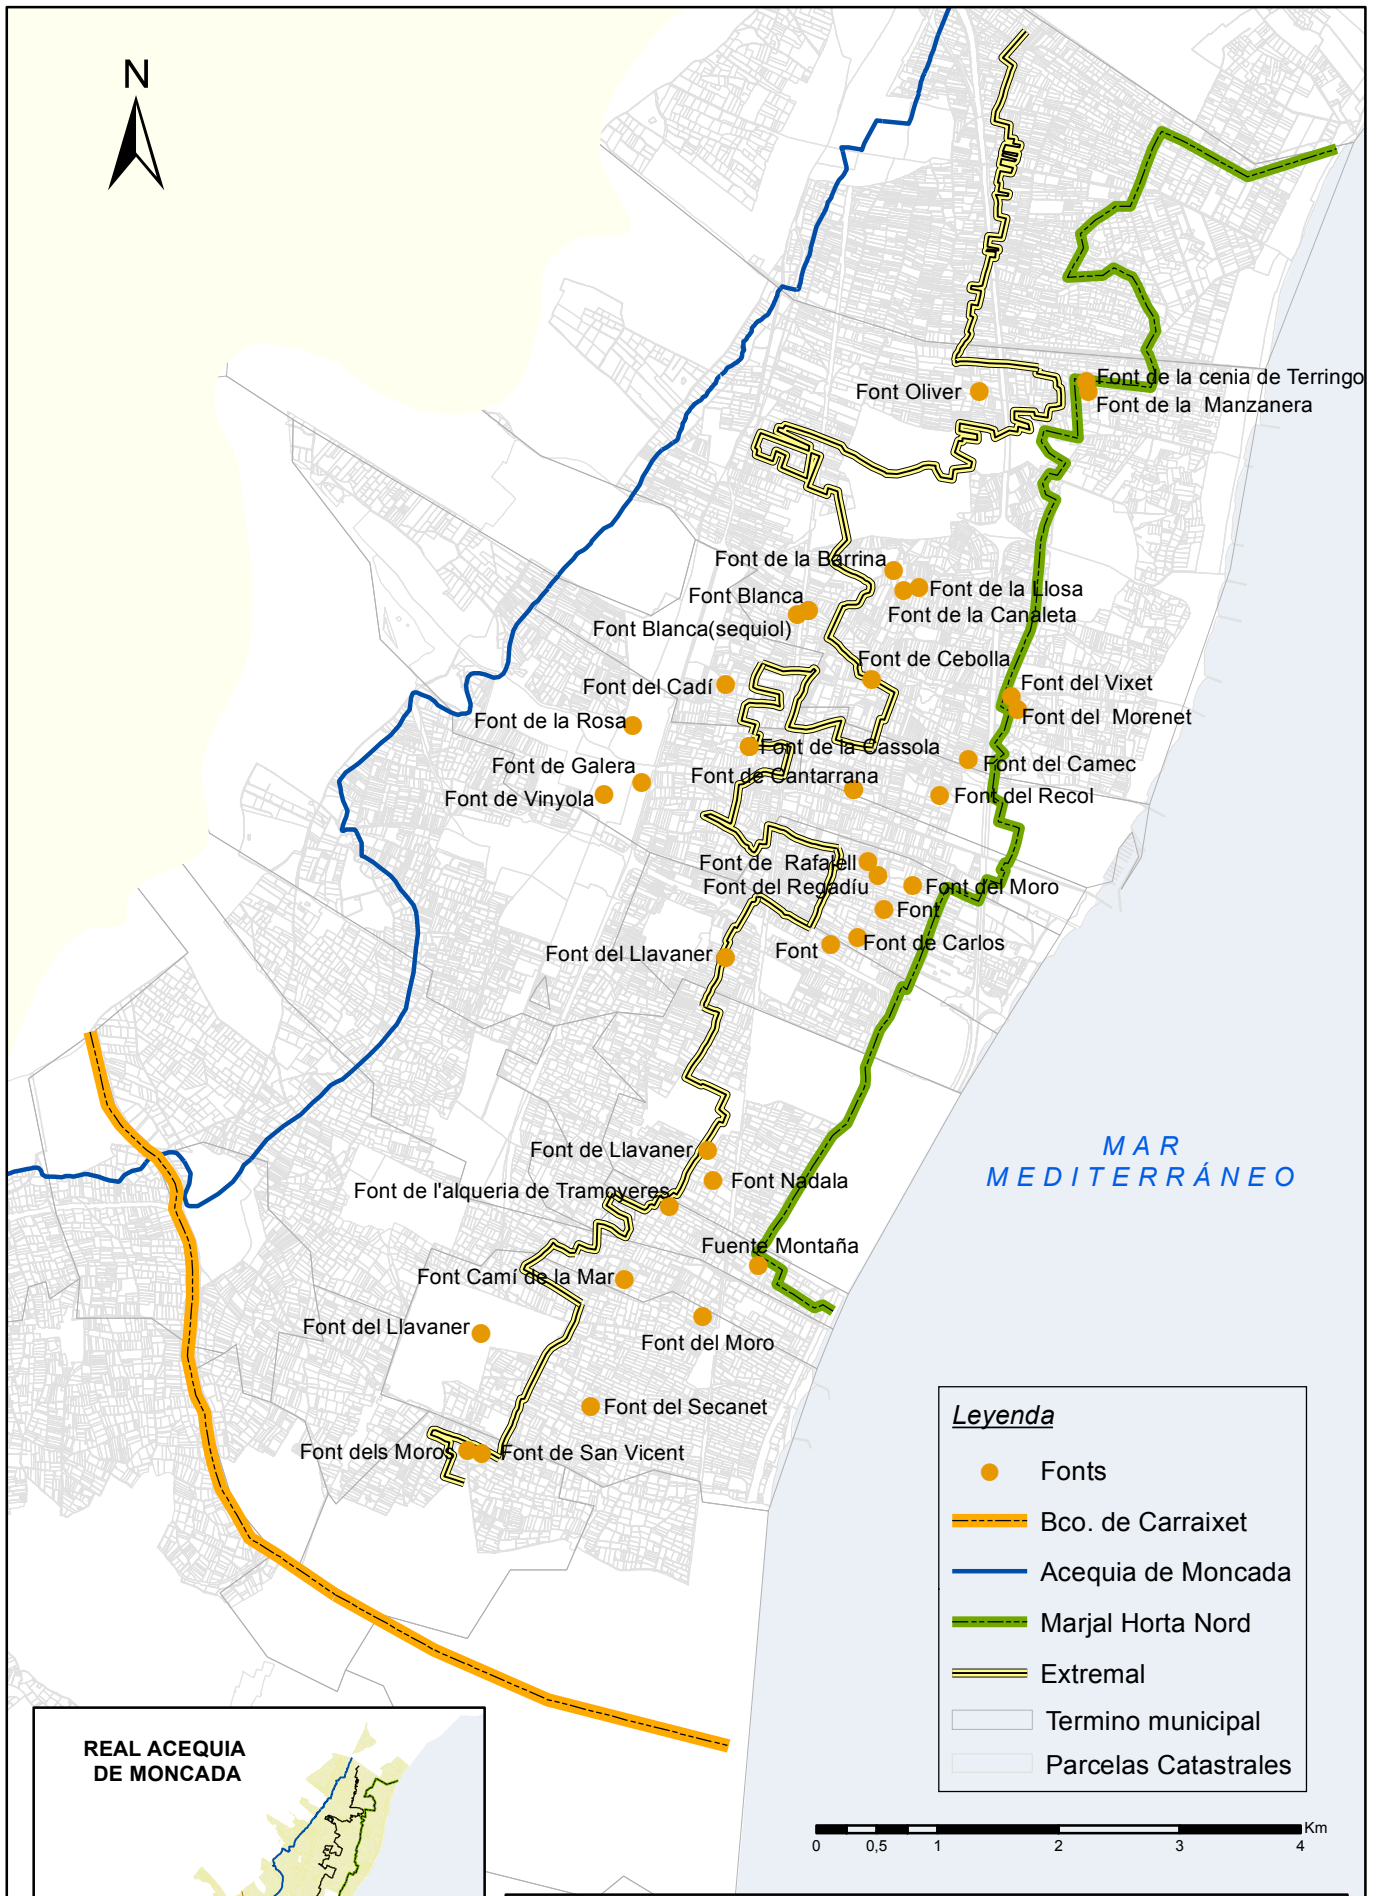 N
Font de la cenia de Terringo
Font Oliver
Font de la Manzanera
Font de la Barrina
Font de la Llosa
Font Blanca
Font de la Canaleta
Font Blanca(sequiol)
Font de Cebolla
Font del Cadí
Font del Vixet
Font de la Rosa
Font del Morenet
Font de la Cassola
Font de Galera
Font del Camec
Font de Cantarrana
Font de Vinyola
Font del Recol
Font de Rafalell
Font del Regadíu
Font del Moro
Font
Font de Carlos
Font
Font del Llavaner
MAR
MEDITERRÁNEO
Font de Llavaner
Font Nadala
Font de l'alqueria de Tramoyeres
Fuente Montaña
Font Camí de la Mar
Font del Llavaner
Font del Moro
Font del Secanet
Font dels Moros
Font de San Vicent
Leyenda
Fonts
Bco. de Carraixet
Acequia de Moncada
Marjal Horta Nord
Extremal
Termino municipal
Parcelas Catastrales
REAL ACEQUIA
DE MONCADA
Km
0 0,5 1 2 3 4